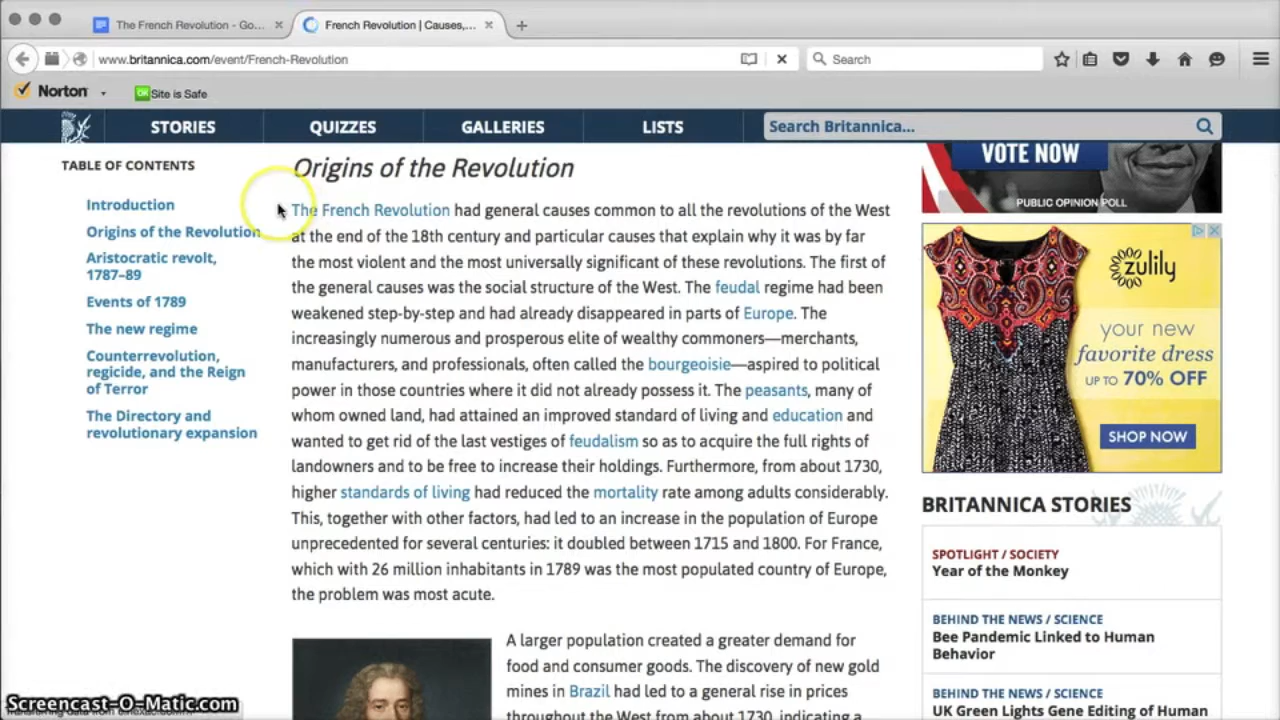 The French Revolution - Go...
French Revolution | Causes,...
www.britannica.com/event/French-Revolution
Search
Norton
OK Site is Safe
STORIES
QUIZZES
GALLERIES
LISTS
Search Britannica...
TABLE OF CONTENTS
Introduction
Origins of the Revolution
Aristocratic revolt,
1787–89
Events of 1789
The new regime
Counterrevolution,
regicide, and the Reign
of Terror
The Directory and
revolutionary expansion
Origins of the Revolution
The French Revolution had general causes common to all the revolutions of the West
at the end of the 18th century and particular causes that explain why it was by far
the most violent and the most universally significant of these revolutions. The first of
the general causes was the social structure of the West. The feudal regime had been
weakened step-by-step and had already disappeared in parts of Europe. The
increasingly numerous and prosperous elite of wealthy commoners—merchants,
manufacturers, and professionals, often called the bourgeoisie—aspired to political
power in those countries where it did not already possess it. The peasants, many of
whom owned land, had attained an improved standard of living and education and
wanted to get rid of the last vestiges of feudalism so as to acquire the full rights of
landowners and to be free to increase their holdings. Furthermore, from about 1730,
higher standards of living had reduced the mortality rate among adults considerably.
This, together with other factors, had led to an increase in the population of Europe
unprecedented for several centuries: it doubled between 1715 and 1800. For France,
which with 26 million inhabitants in 1789 was the most populated country of Europe,
the problem was most acute.
A larger population created a greater demand for
food and consumer goods. The discovery of new gold
mines in Brazil had led to a general rise in prices
throughout the West from about 1730, indicating a
VOTE NOW
PUBLIC OPINION POLL
zulily
your new
favorite dress
UP TO 70% OFF
SHOP NOW
BRITANNICA STORIES
SPOTLIGHT / SOCIETY
Year of the Monkey
BEHIND THE NEWS / SCIENCE
Bee Pandemic Linked to Human
Behavior
BEHIND THE NEWS / SCIENCE
UK Green Lights Gene Editing of Human
Screencast-O-Matic.com